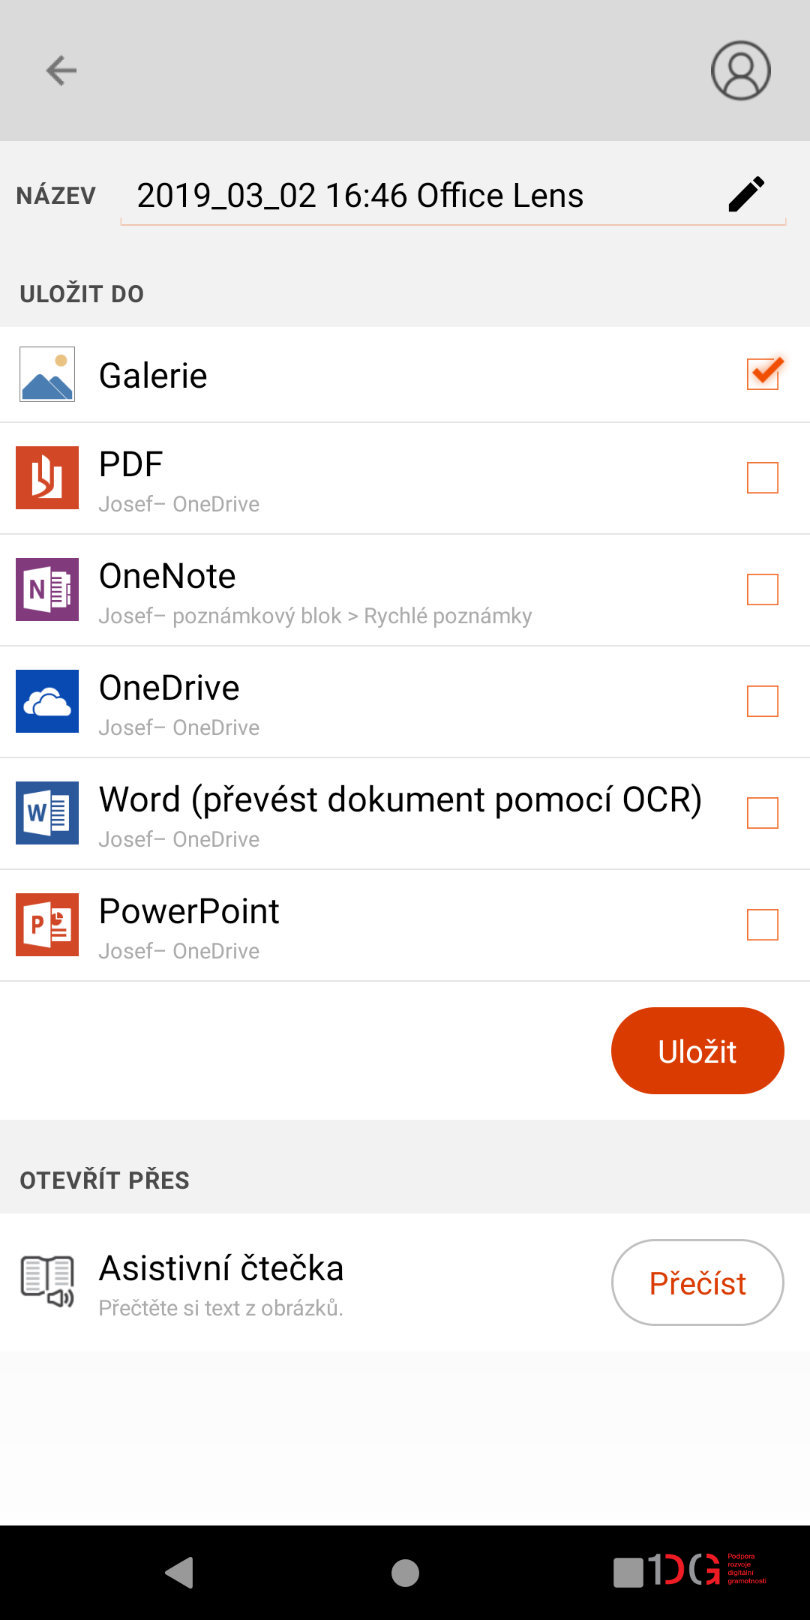 NÁZEV 2019_03_02 16:46 Office Lens
ULOŽIT DO
Galerie
PDF
Josef– OneDrive
OneNote
Josef– poznámkový blok > Rychlé poznámky
OneDrive
Josef– OneDrive
Word (převést dokument pomocí OCR)
Josef– OneDrive
PowerPoint
Josef– OneDrive
Uložit
OTEVŘÍT PŘES
Asistivní čtečka
Přečtěte si text z obrázků.
Přečíst
1DG
Podpora
rozvoje
digitální
gramotnosti